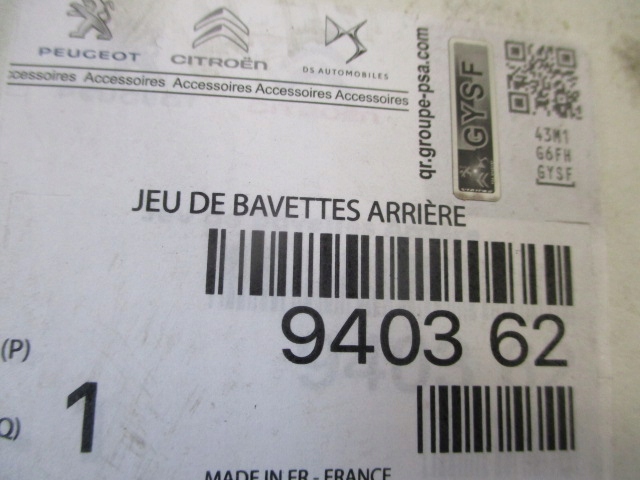 PEUGEOT CITROËN DS AUTOMOBILES
ccessoires Accessoires Accessoires Accessoires Accessoires
qr.groupe-psa.com
GYSF
43M1
G6FH
GYSF
JEU DE BAVETTES ARRIÈRE
(P) 9403 62
Q) 1
MADE IN FR - FRANCE